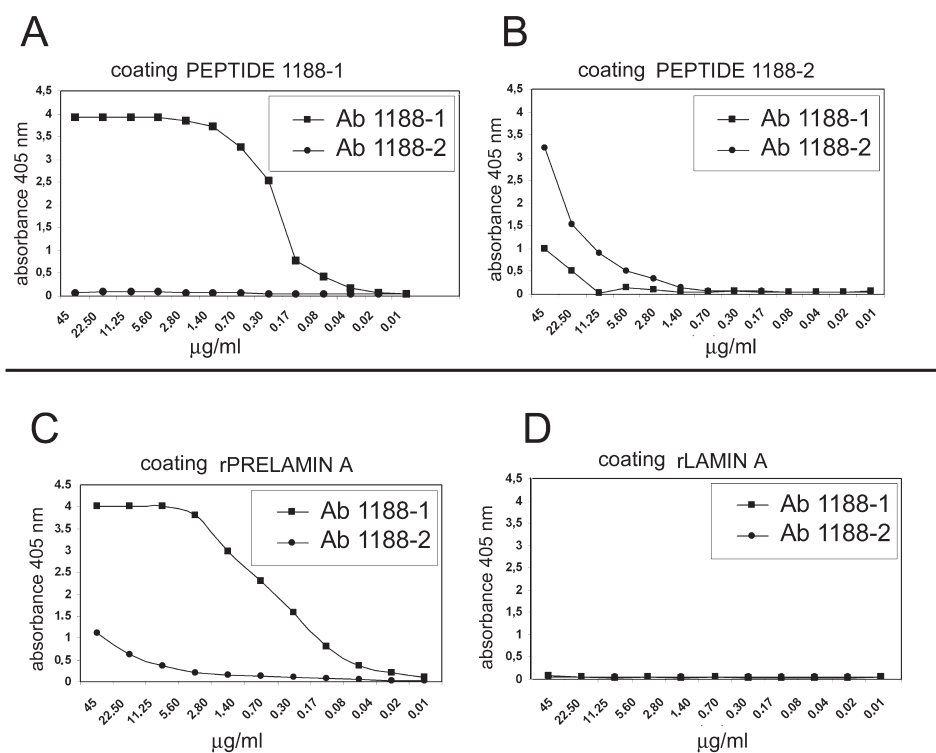 A
coating PEPTIDE 1188-1
absorbance 405 nm
4,5
4
3,5
3
2,5
2
1,5
1
0,5
0
Ab 1188-1
Ab 1188-2
45 22.50 11.25 5.60 2.80 1.40 0.70 0.30 0.17 0.08 0.04 0.02 0.01
µg/ml
B
coating PEPTIDE 1188-2
absorbance 405 nm
4,5
4
3,5
3
2,5
2
1,5
1
0,5
0
Ab 1188-1
Ab 1188-2
45 22.50 11.25 5.60 2.80 1.40 0.70 0.30 0.17 0.08 0.04 0.02 0.01
µg/ml
C
coating rPRELAMIN A
absorbance 405 nm
4.5
4
3.5
3
2.5
2
1.5
1
0,5
0
Ab 1188-1
Ab 1188-2
45 22.50 11.25 5.60 2.80 1.40 0.70 0.30 0.17 0.08 0.04 0.02 0.01
µg/ml
D
coating rLAMIN A
absorbance 405 nm
4,5
4
3,5
3
2,5
2
1,5
1
0,5
0
Ab 1188-1
Ab 1188-2
45 22.50 11.25 5.60 2.80 1.40 0.70 0.30 0.17 0.08 0.04 0.02 0.01
µg/ml